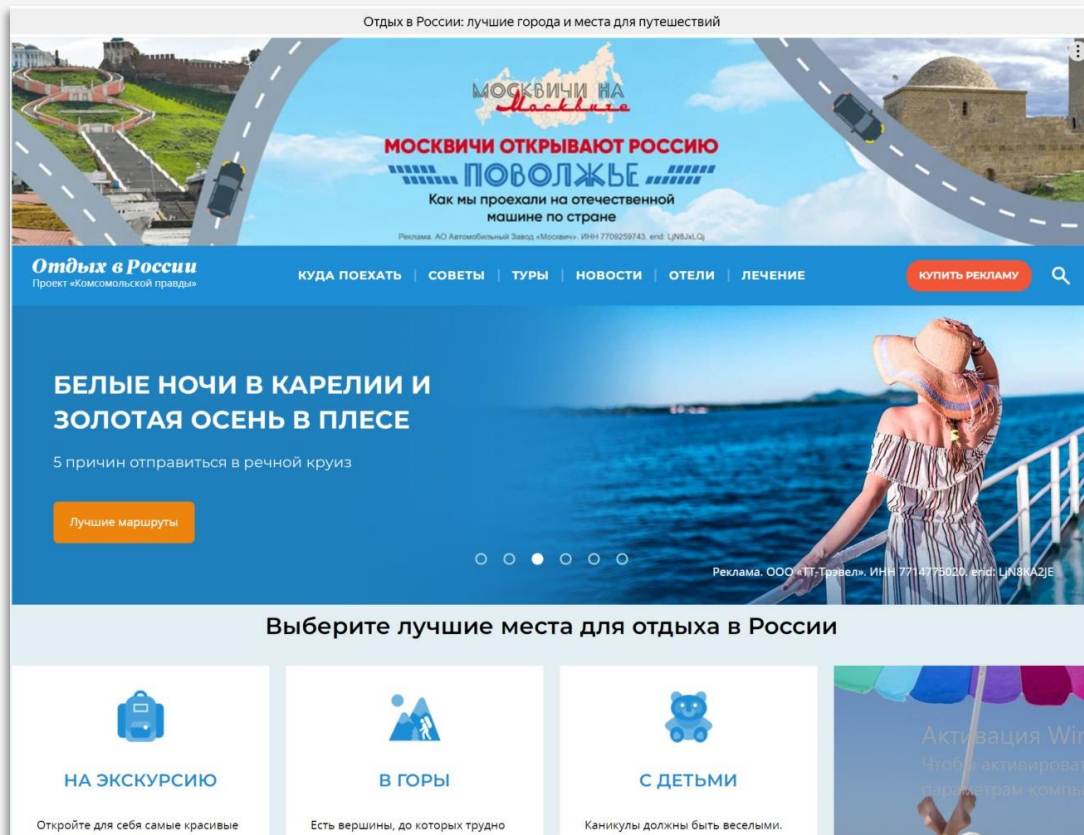 Отдых в России: лучшие города и места для путешествий
МОСКВИЧИ НА
Москвиче
МОСКВИЧИ ОТКРЫВАЮТ РОССИЮ
ПОВОЛЖЬЕ
Как мы проехали на отечественной
машине по стране
Реклама. АО Автомобильный Завод «Москвич». ИНН 7709259743. erid: LjN8JxLQj
Отдых в России
Проект «Комсомольской правды»
КУДА ПОЕХАТЬ | СОВЕТЫ | ТУРЫ | НОВОСТИ | ОТЕЛИ | ЛЕЧЕНИЕ
КУПИТЬ РЕКЛАМУ
БЕЛЫЕ НОЧИ В КАРЕЛИИ И
ЗОЛОТАЯ ОСЕНЬ В ПЛЕСЕ
5 причин отправиться в речной круиз
Лучшие маршруты
Реклама. ООО «ТТ-Трэвел». ИНН 7714775020. erid: LjN8KA2JE
Выберите лучшие места для отдыха в России
НА ЭКСКУРСИЮ
Откройте для себя самые красивые
В ГОРЫ
Есть вершины, до которых трудно
С ДЕТЬМИ
Каникулы должны быть веселыми.
Активация Win
Чтобы активировать
параметрам компь